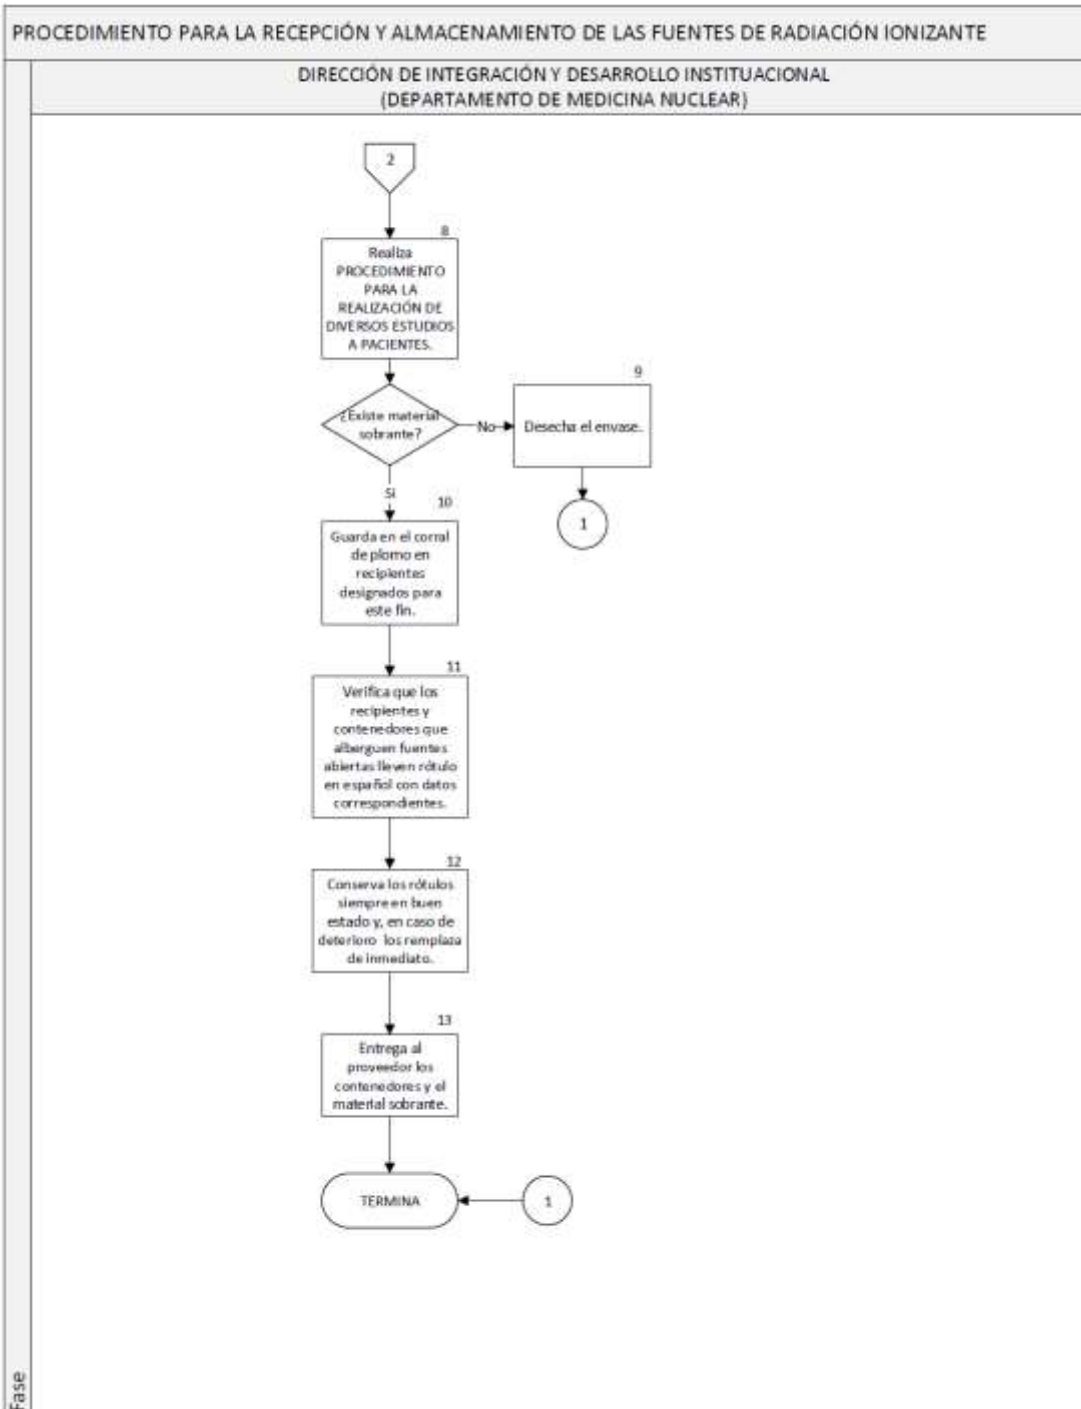 PROCEDIMIENTO PARA LA RECEPCIÓN Y ALMACENAMIENTO DE LAS FUENTES DE RADIACIÓN IONIZANTE
DIRECCIÓN DE INTEGRACIÓN Y DESARROLLO INSTITUCIONAL
(DEPARTAMENTO DE MEDICINA NUCLEAR)
2
8
Realiza
PROCEDIMIENTO
PARA LA
REALIZACIÓN DE
DIVERSOS ESTUDIOS
A PACIENTES.
¿Existe material
sobrante?
No
9
Desecha el envase.
1
Si
10
Guarda en el corral
de plomo en
recipientes
designados para
este fin.
11
Verifica que los
recipientes y
contenedores que
alberguen fuentes
abiertas lleven rótulo
en español con datos
correspondientes.
12
Conserva los rótulos
siempre en buen
estado y, en caso de
deterioro los remplaza
de inmediato.
13
Entrega al
proveedor los
contenedores y el
material sobrante.
TERMINA
1
Fase